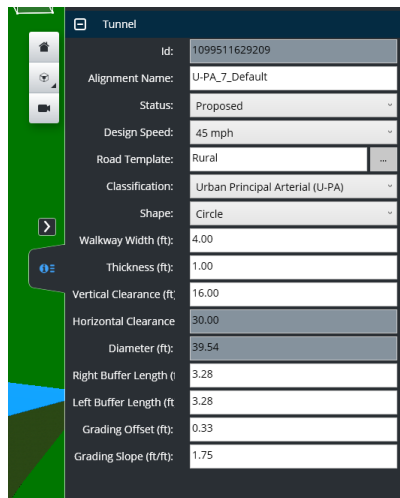 Tunnel
Id: 1099511629209
Alignment Name: U-PA_7_Default
Status: Proposed
Design Speed: 45 mph
Road Template: Rural ...
Classification: Urban Principal Arterial (U-PA)
Shape: Circle
Walkway Width (ft): 4.00
Thickness (ft): 1.00
Vertical Clearance (ft) 16.00
Horizontal Clearance 30.00
Diameter (ft): 39.54
Right Buffer Length (f 3.28
Left Buffer Length (ft 3.28
Grading Offset (ft): 0.33
Grading Slope (ft/ft): 1.75